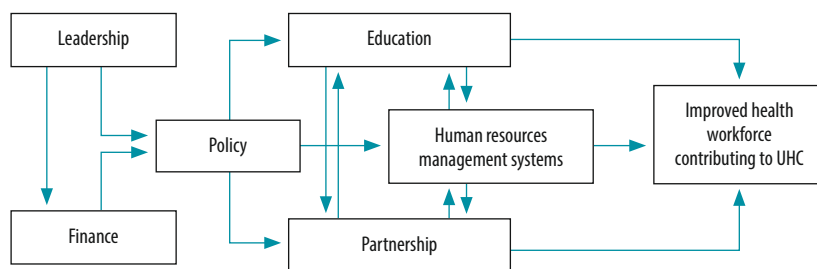 Leadership
Education
Policy
Human resources
management systems
Improved health
workforce
contributing to UHC
Finance
Partnership